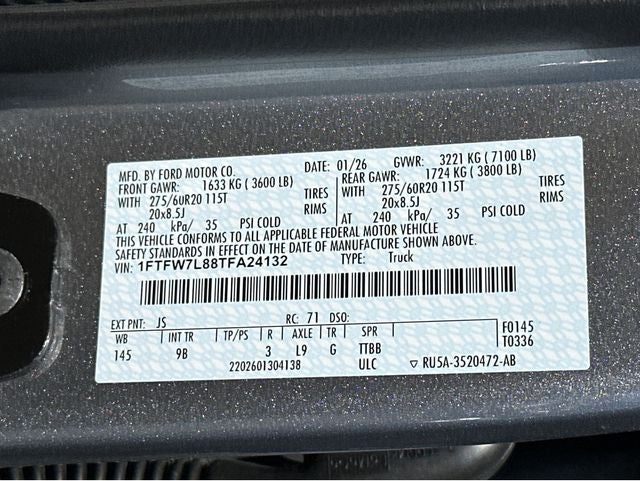 MFD. BY FORD MOTOR CO. DATE: 01/26 GVWR: 3221 KG ( 7100 LB)
FRONT GAWR: 1633 KG ( 3600 LB) REAR GAWR: 1724 KG ( 3800 LB)
WITH 275/60R20 115T TIRES WITH 275/60R20 115T TIRES
20x8.5J RIMS 20x8.5J RIMS
AT 240 kPa/ 35 PSI COLD AT 240 kPa/ 35 PSI COLD
THIS VEHICLE CONFORMS TO ALL APPLICABLE FEDERAL MOTOR VEHICLE
SAFETY STANDARDS IN EFFECT ON THE DATE OF MANUFACTURE SHOWN ABOVE.
VIN: 1FTFW7L88TFA24132 TYPE: Truck
EXT PNT: JS RC: 71 DSO:
WB INT TR TP/PS R AXLE TR SPR F0145
145 9B 3 L9 G TTBB T0336
2202601304138 ULC ▽ RU5A-3520472-AB